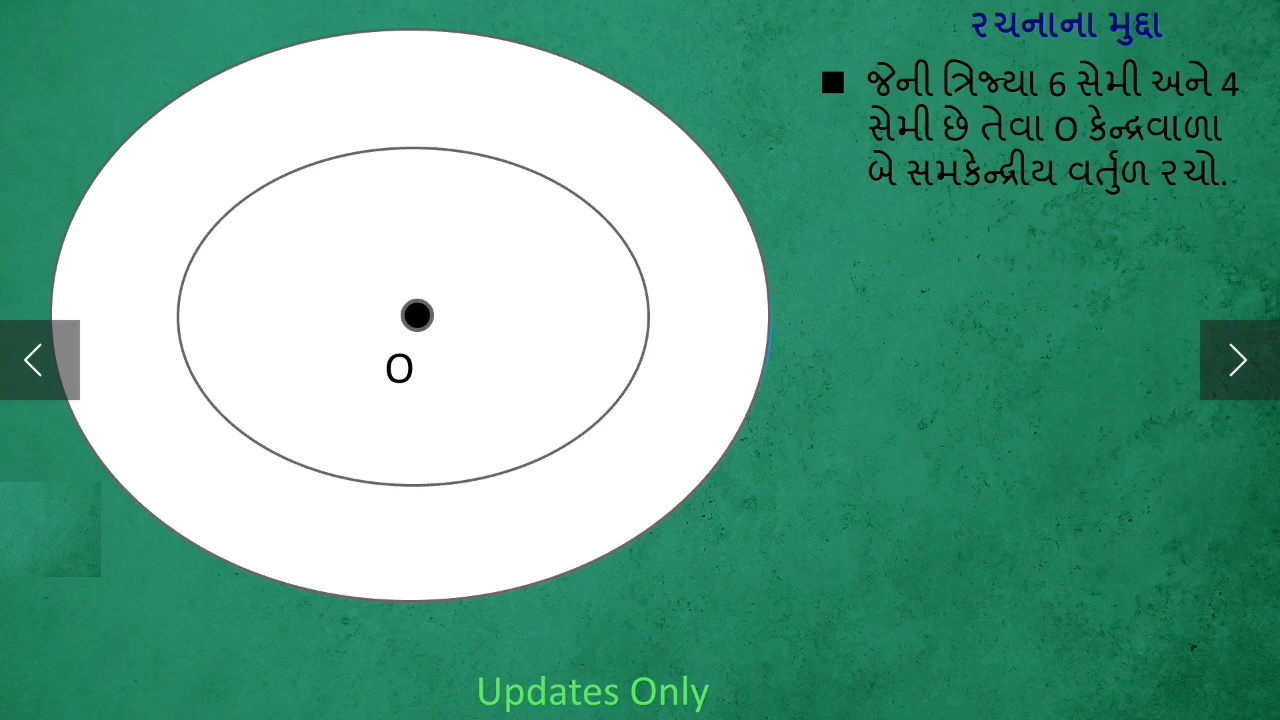 રચનાના મુદ્દા
■ જેની ત્રિજ્યા 6 સેમી અને 4
સેમી છે તેવા O કેન્દ્રવાળા
બે સમકેન્દ્રીય વર્તુળ રચો.
O
Updates Only